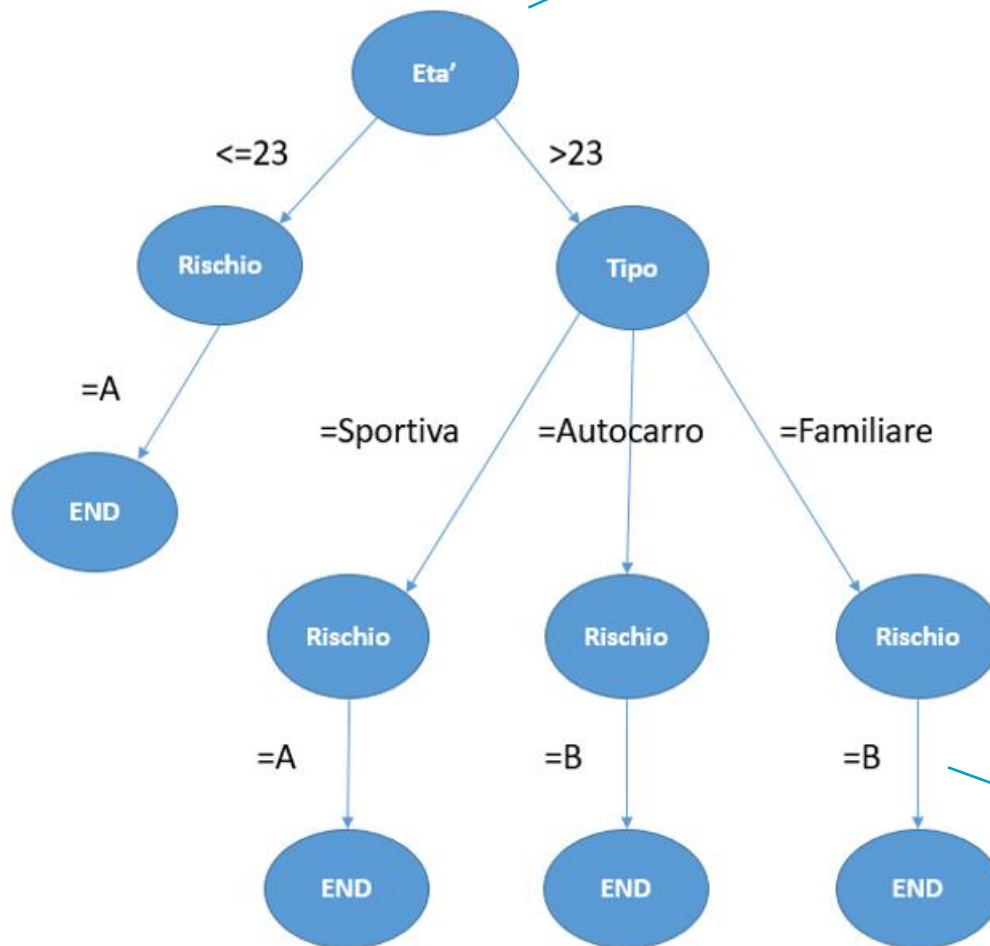 Eta’
<=23
>23
Rischio
Tipo
=A
=Sportiva
=Autocarro
=Familiare
END
Rischio
Rischio
Rischio
=A
=B
=B
END
END
END